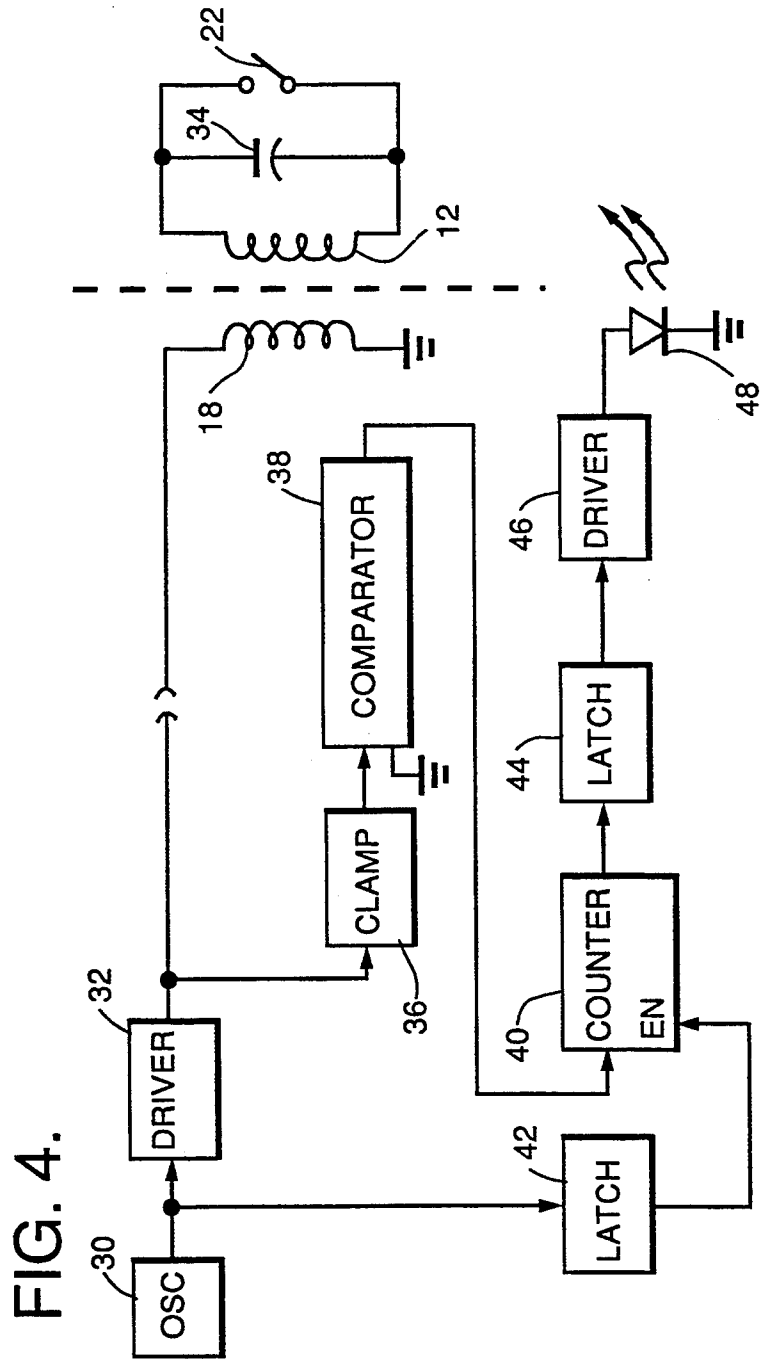 FIG. 4.
30
OSC
32
DRIVER
18
12
34
22
36
CLAMP
38
COMPARATOR
42
LATCH
40
COUNTER
EN
44
LATCH
46
DRIVER
48